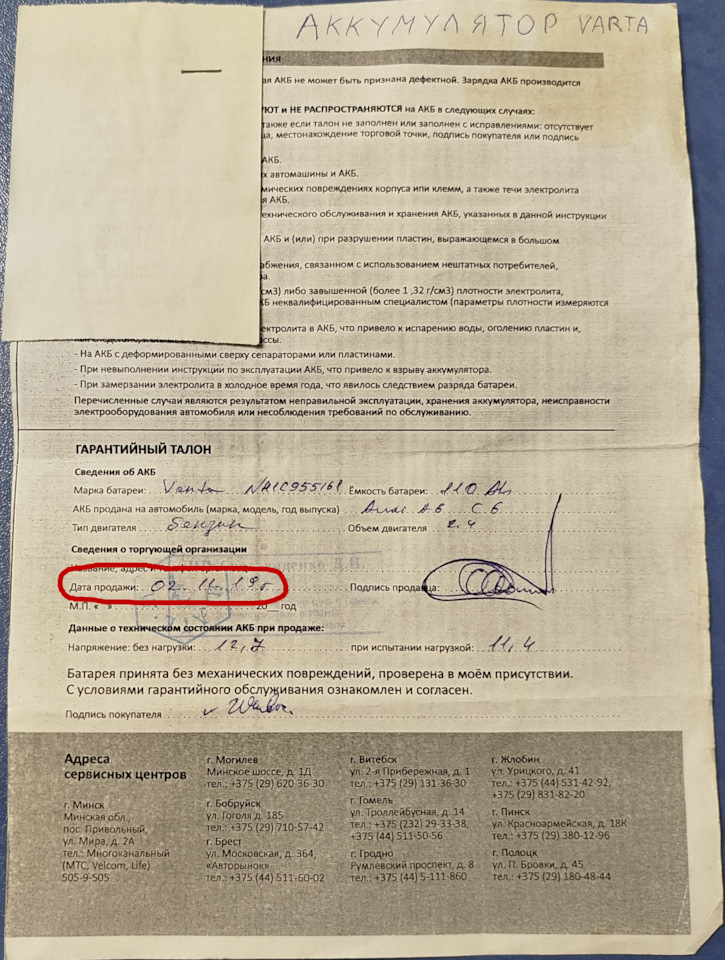 АККУМУЛЯТОР VARTA
ния
ая АКБ не может быть признана дефектной. Зарядка АКБ производится
УЮТ и НЕ РАСПРОСТРАНЯЮТСЯ на АКБ в следующих случаях:
также если талон не заполнен или заполнен с исправлениями: отсутствует
ца, местонахождение торговой точки, подпись покупателя или подпись
АКБ.
х автомашины и АКБ.
мических повреждениях корпуса или клемм, а также течи электролита
я АКБ.
ехнического обслуживания и хранения АКБ, указанных в данной инструкции
АКБ и (или) при разрушении пластин, выражающемся в большом
абжения, связанном с использованием нештатных потребителей,
ра.
/см3) либо завышенной (более 1 ,32 г/см3) плотности электролита,
КБ неквалифицированным специалистом (параметры плотности измеряются
ектролита в АКБ, что привело к испарению воды, оголению пластин и,
ассы.
- На АКБ с деформированными сверху сепараторами или пластинами.
- При невыполнении инструкции по эксплуатации АКБ, что привело к взрыву аккумулятора.
- При замерзании электролита в холодное время года, что явилось следствием разряда батареи.
Перечисленные случаи являются результатом неправильной эксплуатации, хранения аккумулятора, неисправности
электрооборудования автомобиля или несоблюдения требований по обслуживанию.
ГАРАНТИЙНЫЙ ТАЛОН
Сведения об АКБ
Марка батареи: Varta Ёмкость батареи: 110 Ah
АКБ продана на автомобиль (марка, модель, год выпуска) Audi A6 C6
Тип двигателя Бензин Объем двигателя 2.4
Сведения о торгующей организации
Название, адрес и
Дата продажи: 02.11.19г Подпись продавца:
М.П. « » 20 год
Данные о техническом состоянии АКБ при продаже:
Напряжение: без нагрузки: 12,7 при испытании нагрузкой: 11,4
Батарея принята без механических повреждений, проверена в моём присутствии.
С условиями гарантийного обслуживания ознакомлен и согласен.
Подпись покупателя
Адреса
сервисных центров
г. Минск
Минская обл.,
пос. Привольный,
ул. Мира, д. 2А
тел.: Многоканальный
(МТС, Velcom, Life)
505-9-505
г. Могилев
Минское шоссе, д. 1Д
тел.: +375 (29) 620-36-30
г. Бобруйск
ул. Гоголя д. 185
тел.: +375 (29) 710-57-42
г. Брест
ул. Московская, д. 364,
«Авторынок»
тел.: +375 (44) 511-60-02
г. Витебск
ул. 2-я Прибережная, д. 1
тел.: +375 (29) 131-36-30
г. Гомель
ул. Троллейбусная, д. 14
тел.: +375 (232) 29-33-38,
+375 (44) 511-50-56
г. Гродно
Румлевский проспект, д. 8
тел.: +375 (44) 5-111-860
г. Жлобин
ул. Урицкого, д. 41
тел.: +375 (44) 531-42-92,
+375 (29) 831-82-20
г. Пинск
ул. Красноармейская, д. 18К
тел.: +375 (29) 380-12-96
г. Полоцк
ул. П. Бровки, д. 45
тел.: +375 (29) 180-48-44